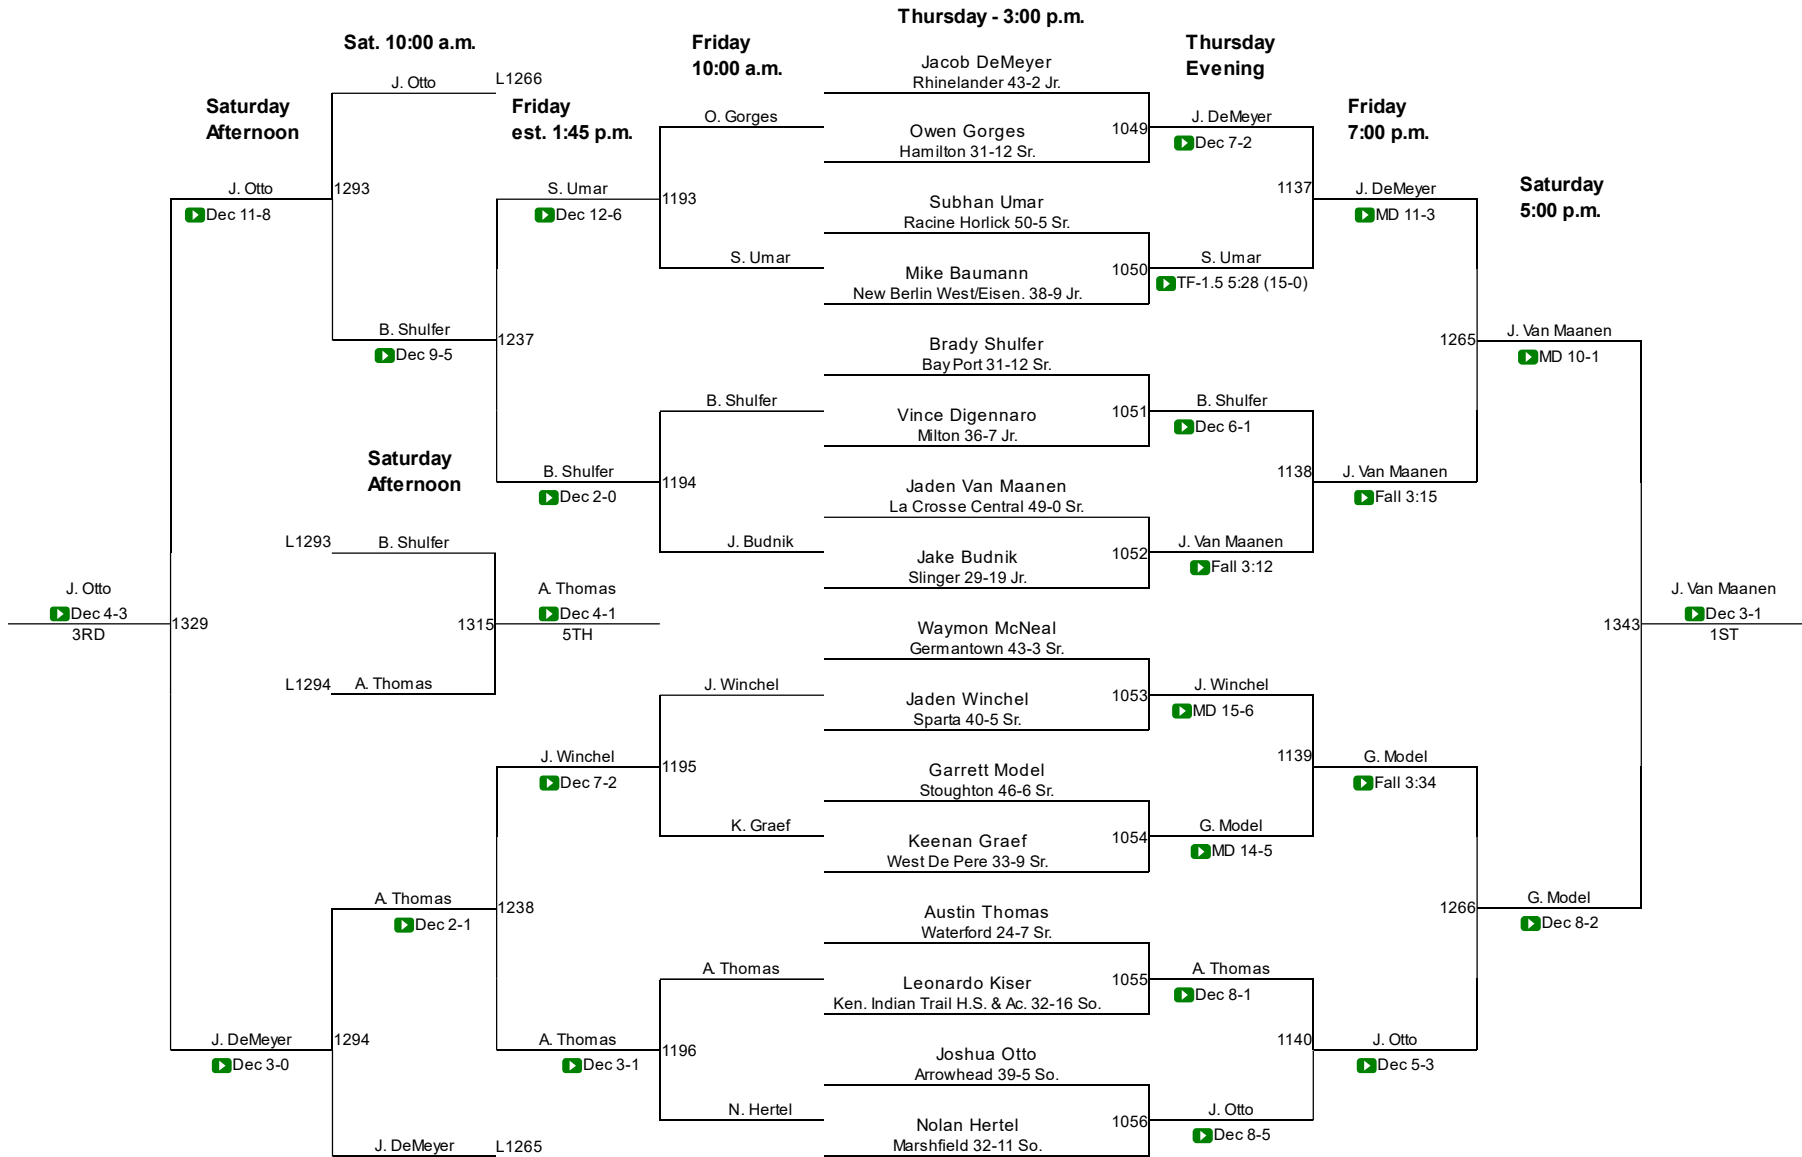 Thursday - 3:00 p.m.
Sat. 10:00 a.m.
Friday
10:00 a.m.
Thursday
Evening
Saturday
Afternoon
Friday
est. 1:45 p.m.
Friday
7:00 p.m.
Saturday
5:00 p.m.
Saturday
Afternoon
Jacob DeMeyer
Rhinelander 43-2 Jr.
1049
Owen Gorges
Hamilton 31-12 Sr.
Subhan Umar
Racine Horlick 50-5 Sr.
1050
Mike Baumann
New Berlin West/Eisen. 38-9 Jr.
Brady Shulfer
Bay Port 31-12 Sr.
1051
Vince Digennaro
Milton 36-7 Jr.
Jaden Van Maanen
La Crosse Central 49-0 Sr.
1052
Jake Budnik
Slinger 29-19 Jr.
Waymon McNeal
Germantown 43-3 Sr.
1053
Jaden Winchel
Sparta 40-5 Sr.
Garrett Model
Stoughton 46-6 Sr.
1054
Keenan Graef
West De Pere 33-9 Sr.
Austin Thomas
Waterford 24-7 Sr.
1055
Leonardo Kiser
Ken. Indian Trail H.S. & Ac. 32-16 So.
Joshua Otto
Arrowhead 39-5 So.
1056
Nolan Hertel
Marshfield 32-11 So.
J. DeMeyer
Dec 7-2
1137
S. Umar
TF-1.5 5:28 (15-0)
B. Shulfer
Dec 6-1
1138
J. Van Maanen
Fall 3:12
J. Winchel
MD 15-6
1139
G. Model
MD 14-5
A. Thomas
Dec 8-1
1140
J. Otto
Dec 8-5
J. DeMeyer
MD 11-3
1265
J. Van Maanen
Fall 3:15
G. Model
Fall 3:34
1266
J. Otto
Dec 5-3
J. Van Maanen
MD 10-1
1343
G. Model
Dec 8-2
J. Van Maanen
Dec 3-1
1ST
O. Gorges
1193
S. Umar
B. Shulfer
1194
J. Budnik
J. Winchel
1195
K. Graef
A. Thomas
1196
N. Hertel
S. Umar
Dec 12-6
1237
B. Shulfer
Dec 2-0
J. Winchel
Dec 7-2
1238
A. Thomas
Dec 3-1
J. Otto
L1266
1293
B. Shulfer
Dec 9-5
A. Thomas
Dec 2-1
1294
J. DeMeyer
L1265
J. Otto
Dec 11-8
1329
J. DeMeyer
Dec 3-0
J. Otto
Dec 4-3
3RD
L1293
B. Shulfer
1315
L1294
A. Thomas
A. Thomas
Dec 4-1
5TH